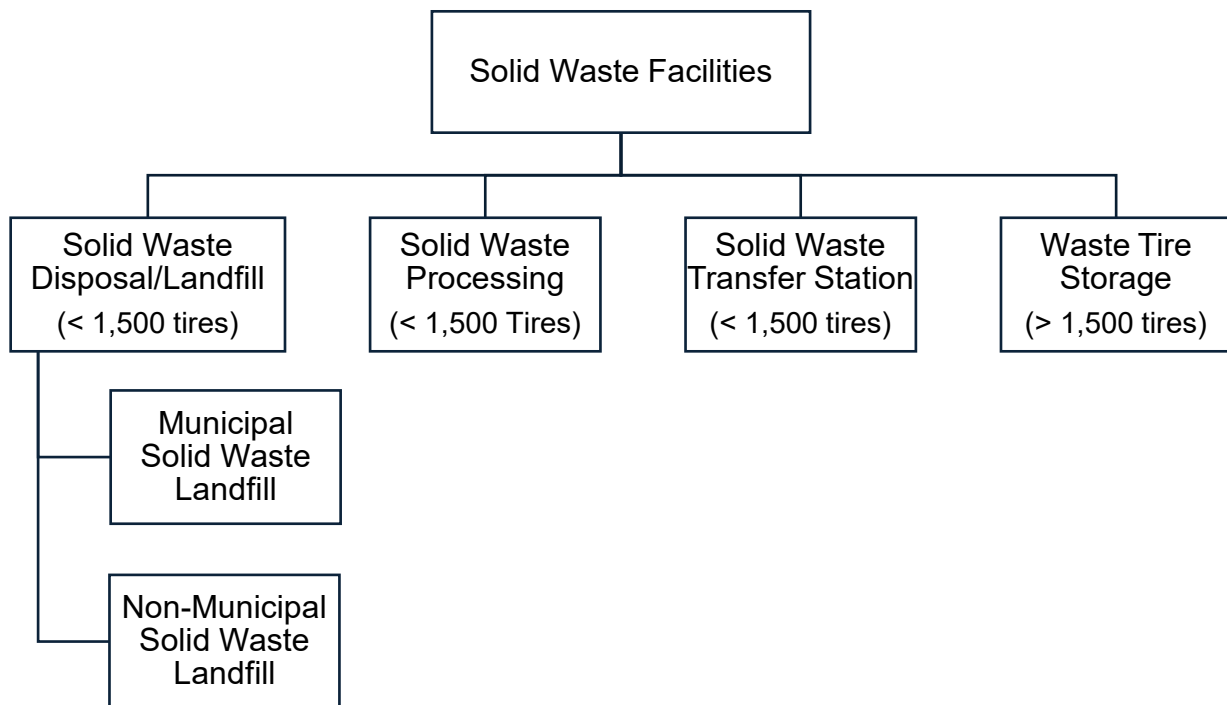 Solid Waste Facilities
Solid Waste
Disposal/Landfill
(< 1,500 tires)
Solid Waste
Processing
(< 1,500 Tires)
Solid Waste
Transfer Station
(< 1,500 tires)
Waste Tire
Storage
(> 1,500 tires)
Municipal
Solid Waste
Landfill
Non-Municipal
Solid Waste
Landfill